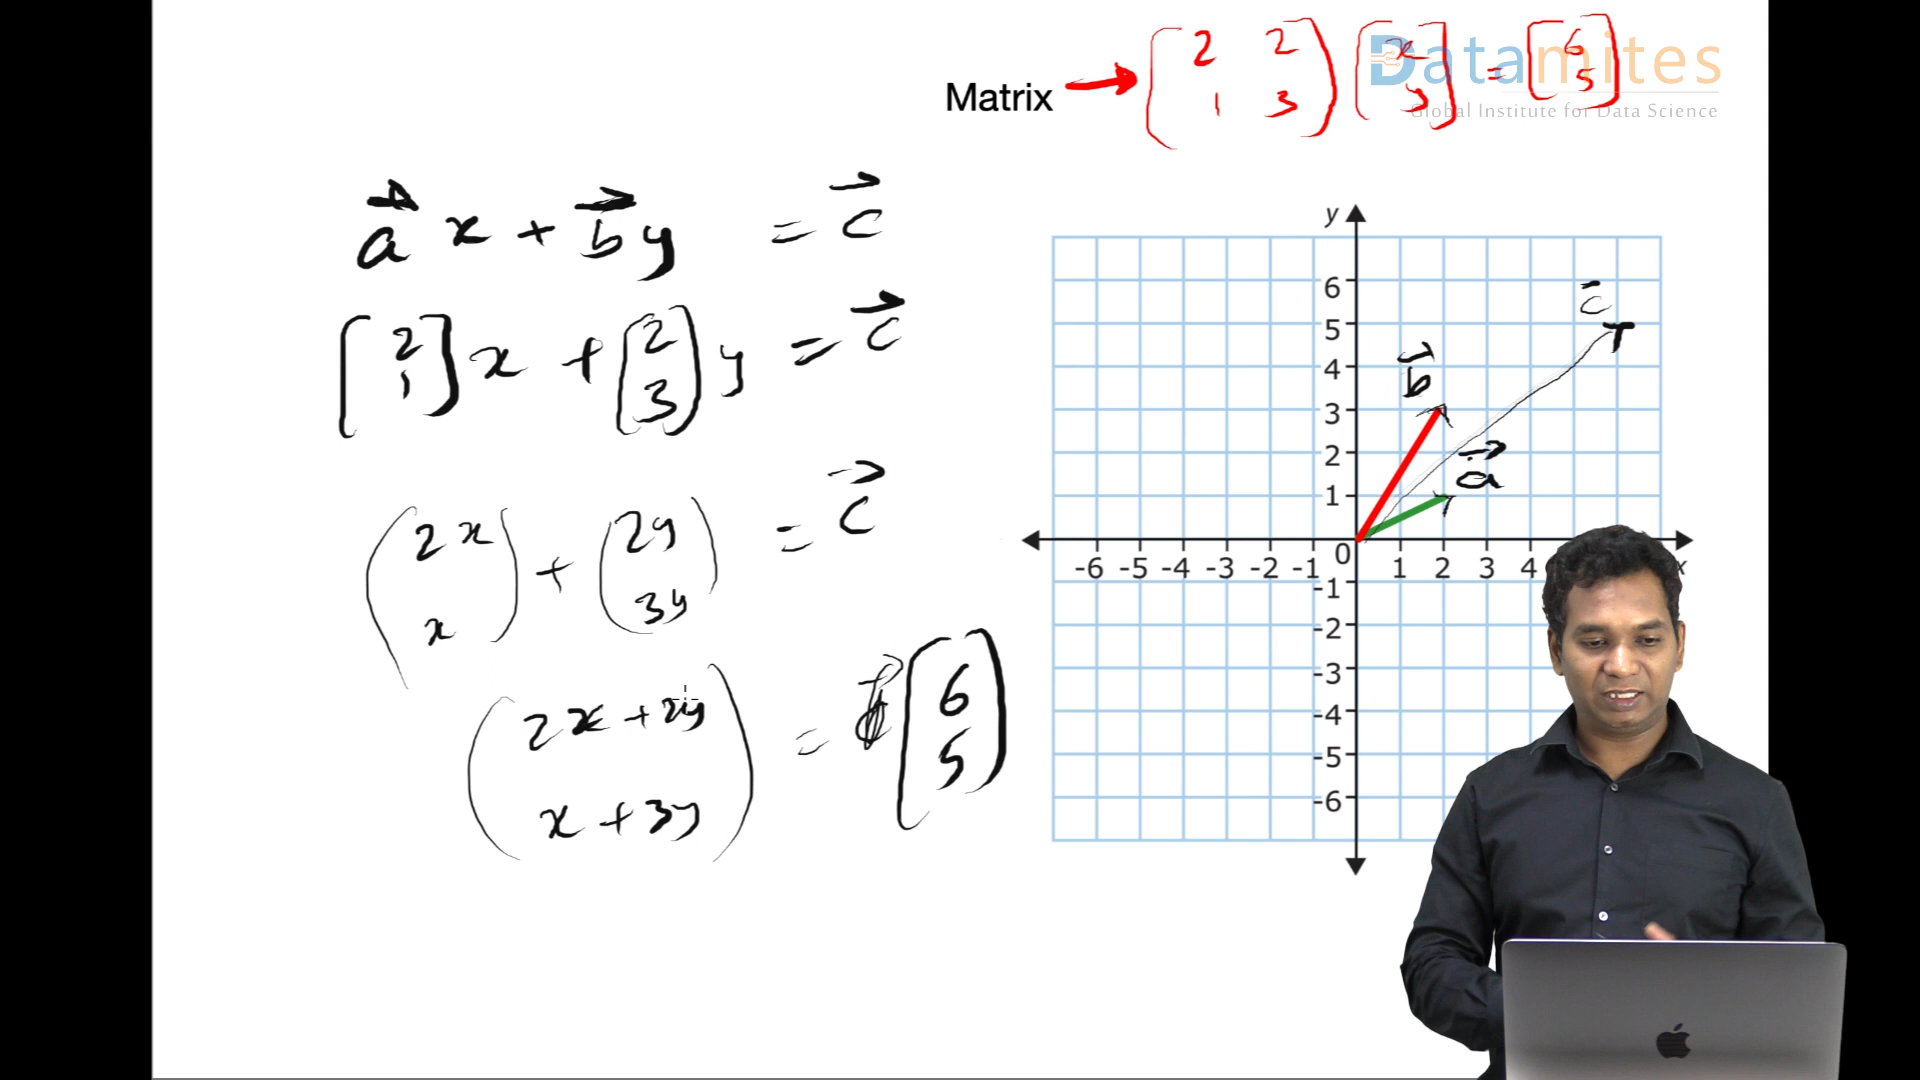 Matrix → [2 2 1 3] [x y] = [6 5]
Datamites
Global Institute for Data Science
a⃗ x + b⃗ y = c⃗
[2 1] x + [2 3] y = c⃗
(2x x) + (2y 3y) = c⃗
(2x + 2y x + 3y) = [6 5]
y
6
5
4
3
2
1
0
-6 -5 -4 -3 -2 -1 1 2 3 4 x
-1
-2
-3
-4
-5
-6
c⃗
b⃗
a⃗